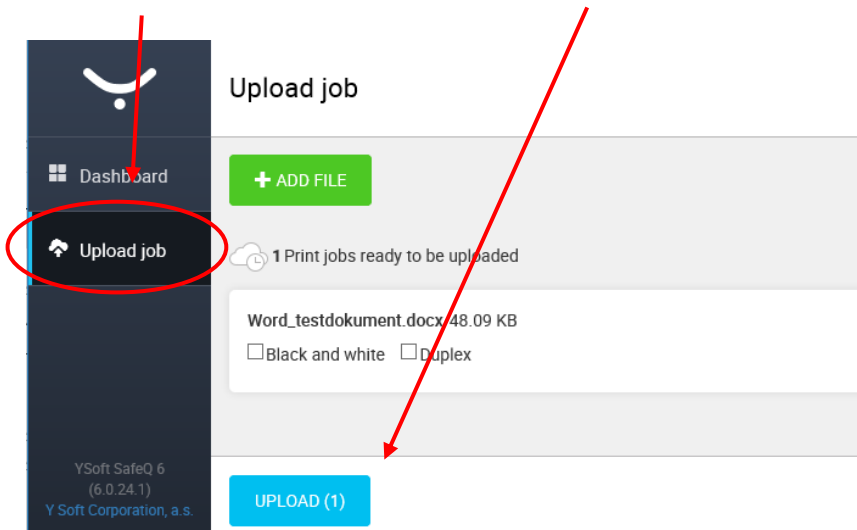 Upload job
Dashboard
Upload job
YSoft SafeQ 6
(6.0.24.1)
Y Soft Corporation, a.s.
+ ADD FILE
1 Print jobs ready to be uploaded
Word_testdokument.docx 48.09 KB
Black and white Duplex
UPLOAD (1)